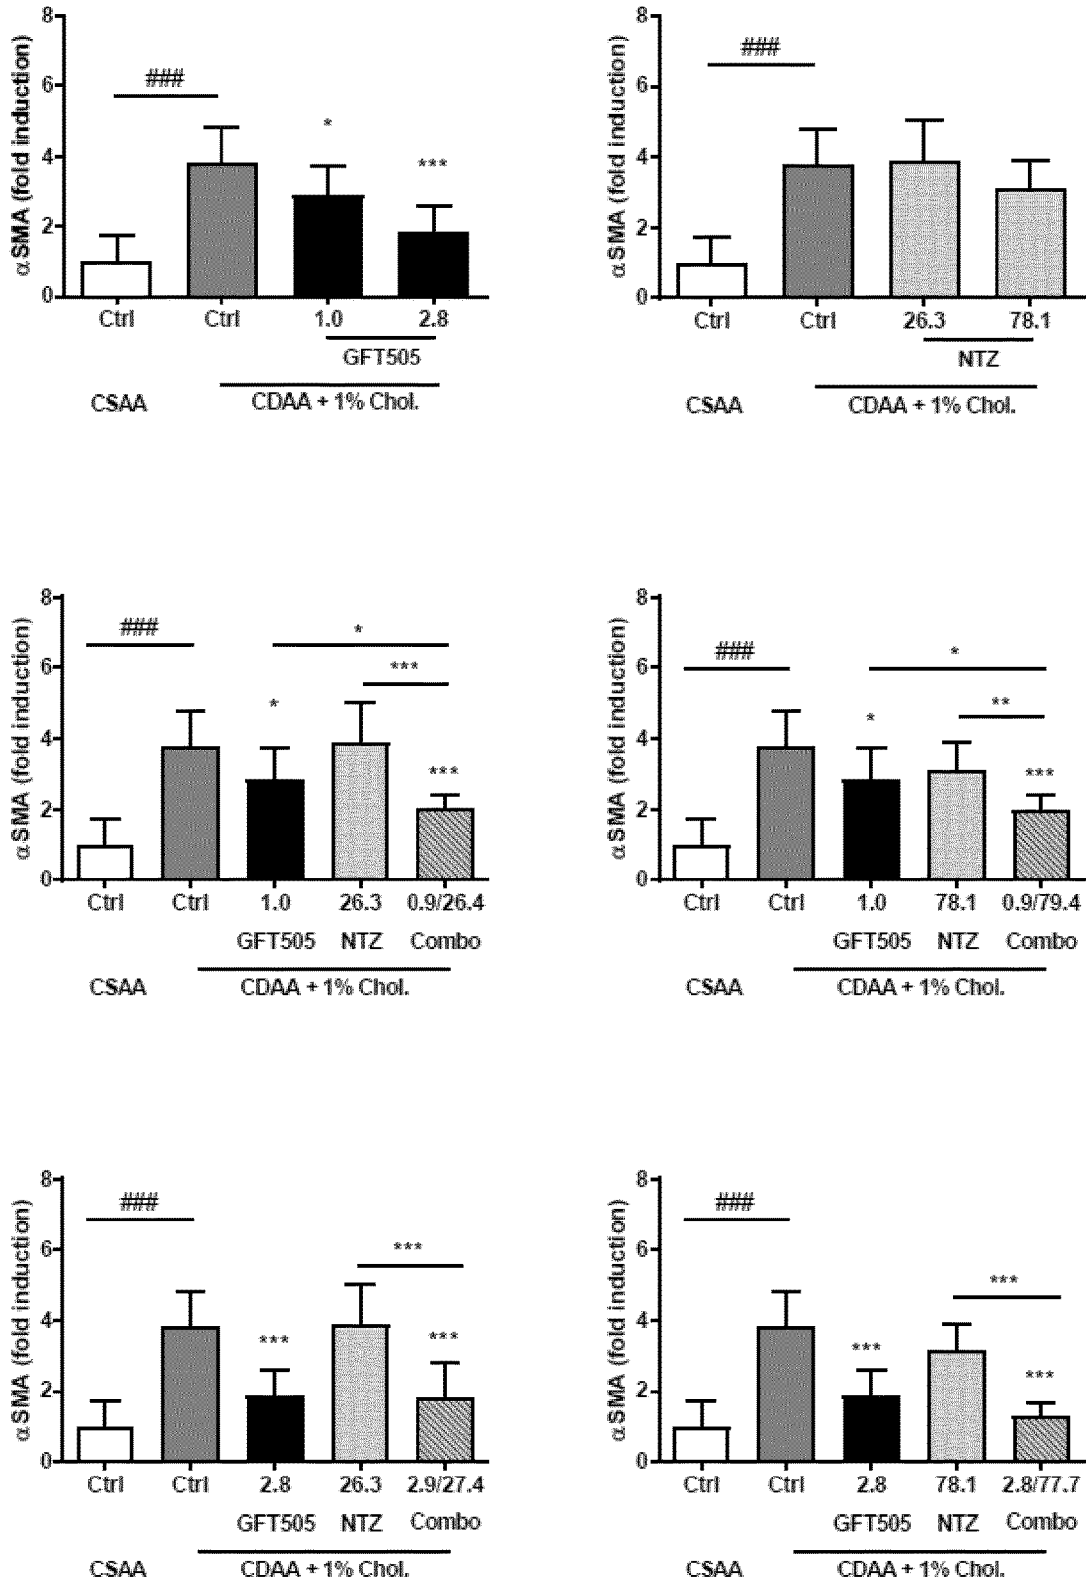 αSMA (fold induction)
8
6
4
2
0
###
*
***
Ctrl Ctrl 1.0 2.8
GFT505
CSAA CDAA + 1% Chol.
αSMA (fold induction)
8
6
4
2
0
###
Ctrl Ctrl 26.3 78.1
NTZ
CSAA CDAA + 1% Chol.
αSMA (fold induction)
8
6
4
2
0
###
*
***
*
***
Ctrl Ctrl 1.0 26.3 0.9/26.4
GFT505 NTZ Combo
CSAA CDAA + 1% Chol.
αSMA (fold induction)
8
6
4
2
0
###
*
**
*
***
Ctrl Ctrl 1.0 78.1 0.9/79.4
GFT505 NTZ Combo
CSAA CDAA + 1% Chol.
αSMA (fold induction)
8
6
4
2
0
###
***
***
***
Ctrl Ctrl 2.8 26.3 2.9/27.4
GFT505 NTZ Combo
CSAA CDAA + 1% Chol.
αSMA (fold induction)
8
6
4
2
0
###
***
***
***
Ctrl Ctrl 2.8 78.1 2.8/77.7
GFT505 NTZ Combo
CSAA CDAA + 1% Chol.